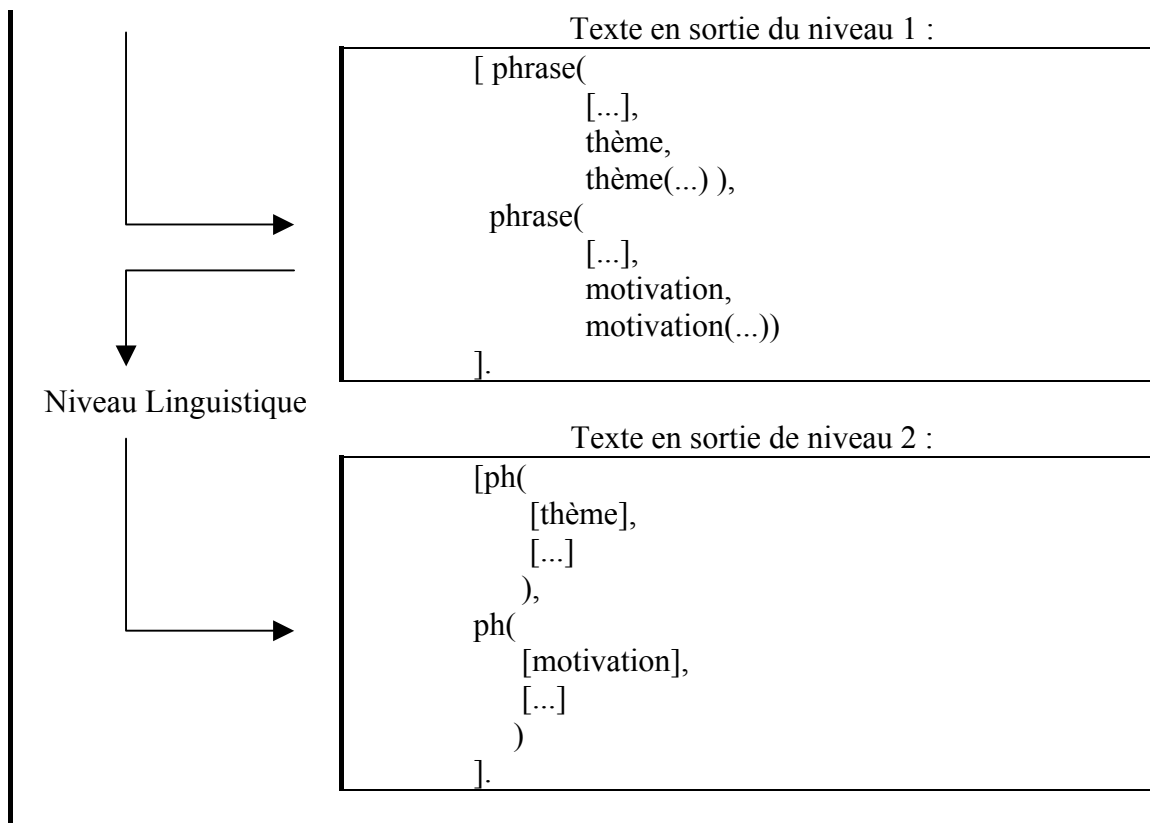 Texte en sortie du niveau 1 :
[ phrase(
[...],
thème,
thème(...) ),
phrase(
[...],
motivation,
motivation(...))
].
Niveau Linguistique
Texte en sortie de niveau 2 :
[ph(
[thème],
[...]
),
ph(
[motivation],
[...]
)
].